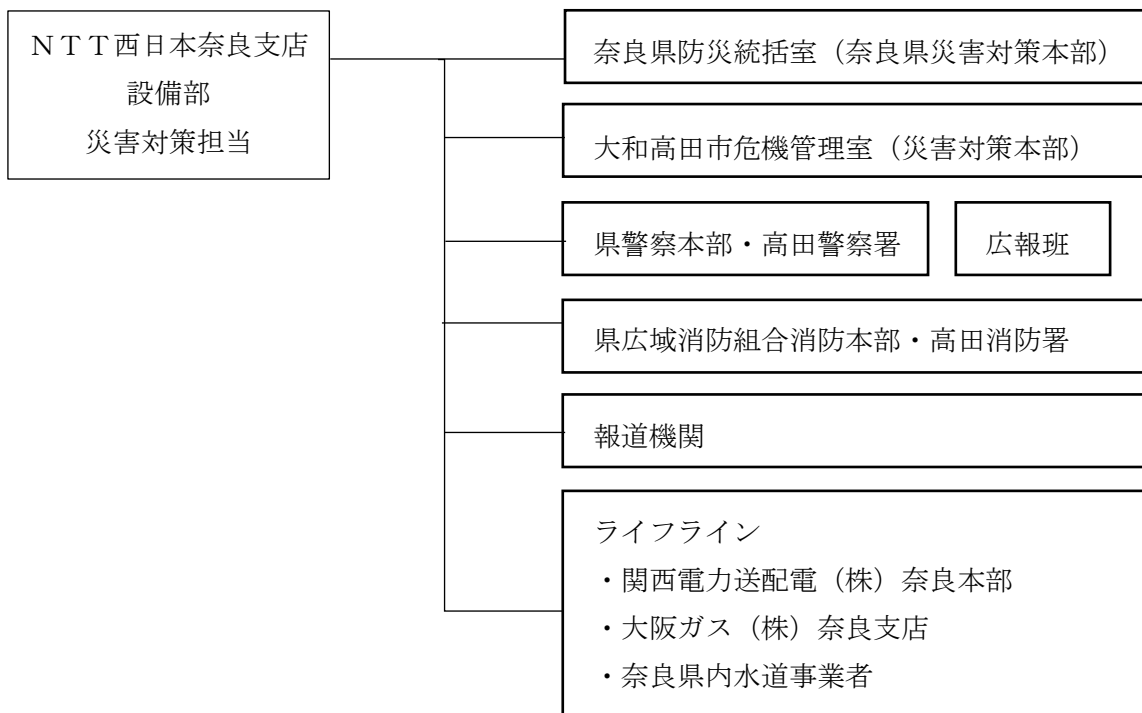 ＮＴＴ西日本奈良支店
設備部
災害対策担当
奈良県防災統括室（奈良県災害対策本部）
大和高田市危機管理室（災害対策本部）
県警察本部・高田警察署
広報班
県広域消防組合消防本部・高田消防署
報道機関
ライフライン
・関西電力送配電（株）奈良本部
・大阪ガス（株）奈良支店
・奈良県内水道事業者